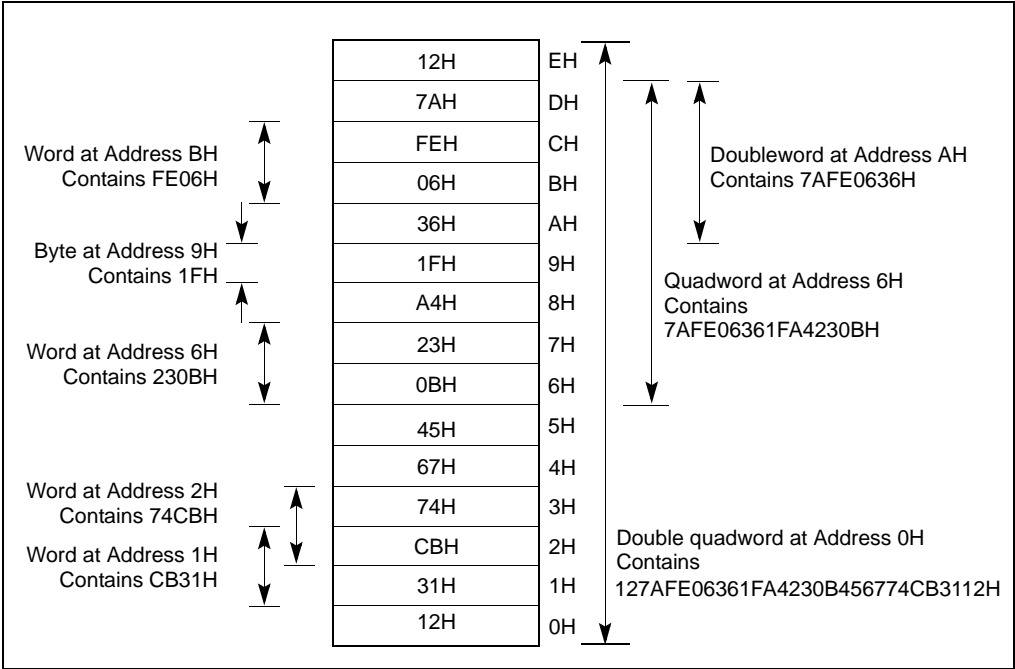 12H EH
7AH DH
FEH CH
06H BH
36H AH
1FH 9H
A4H 8H
23H 7H
0BH 6H
45H 5H
67H 4H
74H 3H
CBH 2H
31H 1H
12H 0H
Word at Address BH
Contains FE06H
Byte at Address 9H
Contains 1FH
Word at Address 6H
Contains 230BH
Word at Address 2H
Contains 74CBH
Word at Address 1H
Contains CB31H
Doubleword at Address AH
Contains 7AFE0636H
Quadword at Address 6H
Contains
7AFE06361FA4230BH
Double quadword at Address 0H
Contains
127AFE06361FA4230B456774CB3112H